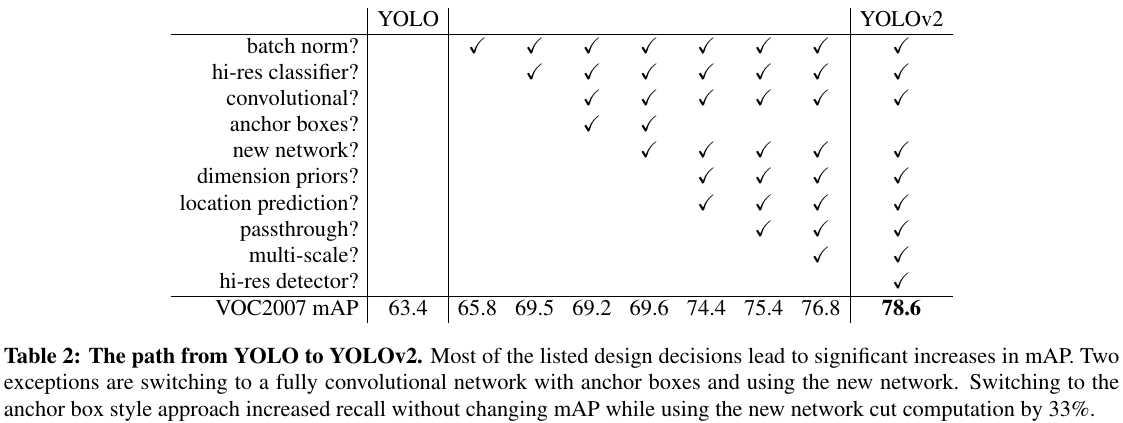 YOLO YOLOv2
batch norm? ✓ ✓ ✓ ✓ ✓ ✓ ✓ ✓
hi-res classifier? ✓ ✓ ✓ ✓ ✓ ✓ ✓
convolutional? ✓ ✓ ✓ ✓ ✓ ✓
anchor boxes? ✓ ✓
new network? ✓ ✓ ✓ ✓ ✓
dimension priors? ✓ ✓ ✓ ✓
location prediction? ✓ ✓ ✓ ✓
passthrough? ✓ ✓ ✓
multi-scale? ✓ ✓
hi-res detector? ✓
VOC2007 mAP 63.4 65.8 69.5 69.2 69.6 74.4 75.4 76.8 78.6
Table 2: The path from YOLO to YOLOv2. Most of the listed design decisions lead to significant increases in mAP. Two
exceptions are switching to a fully convolutional network with anchor boxes and using the new network. Switching to the
anchor box style approach increased recall without changing mAP while using the new network cut computation by 33%.